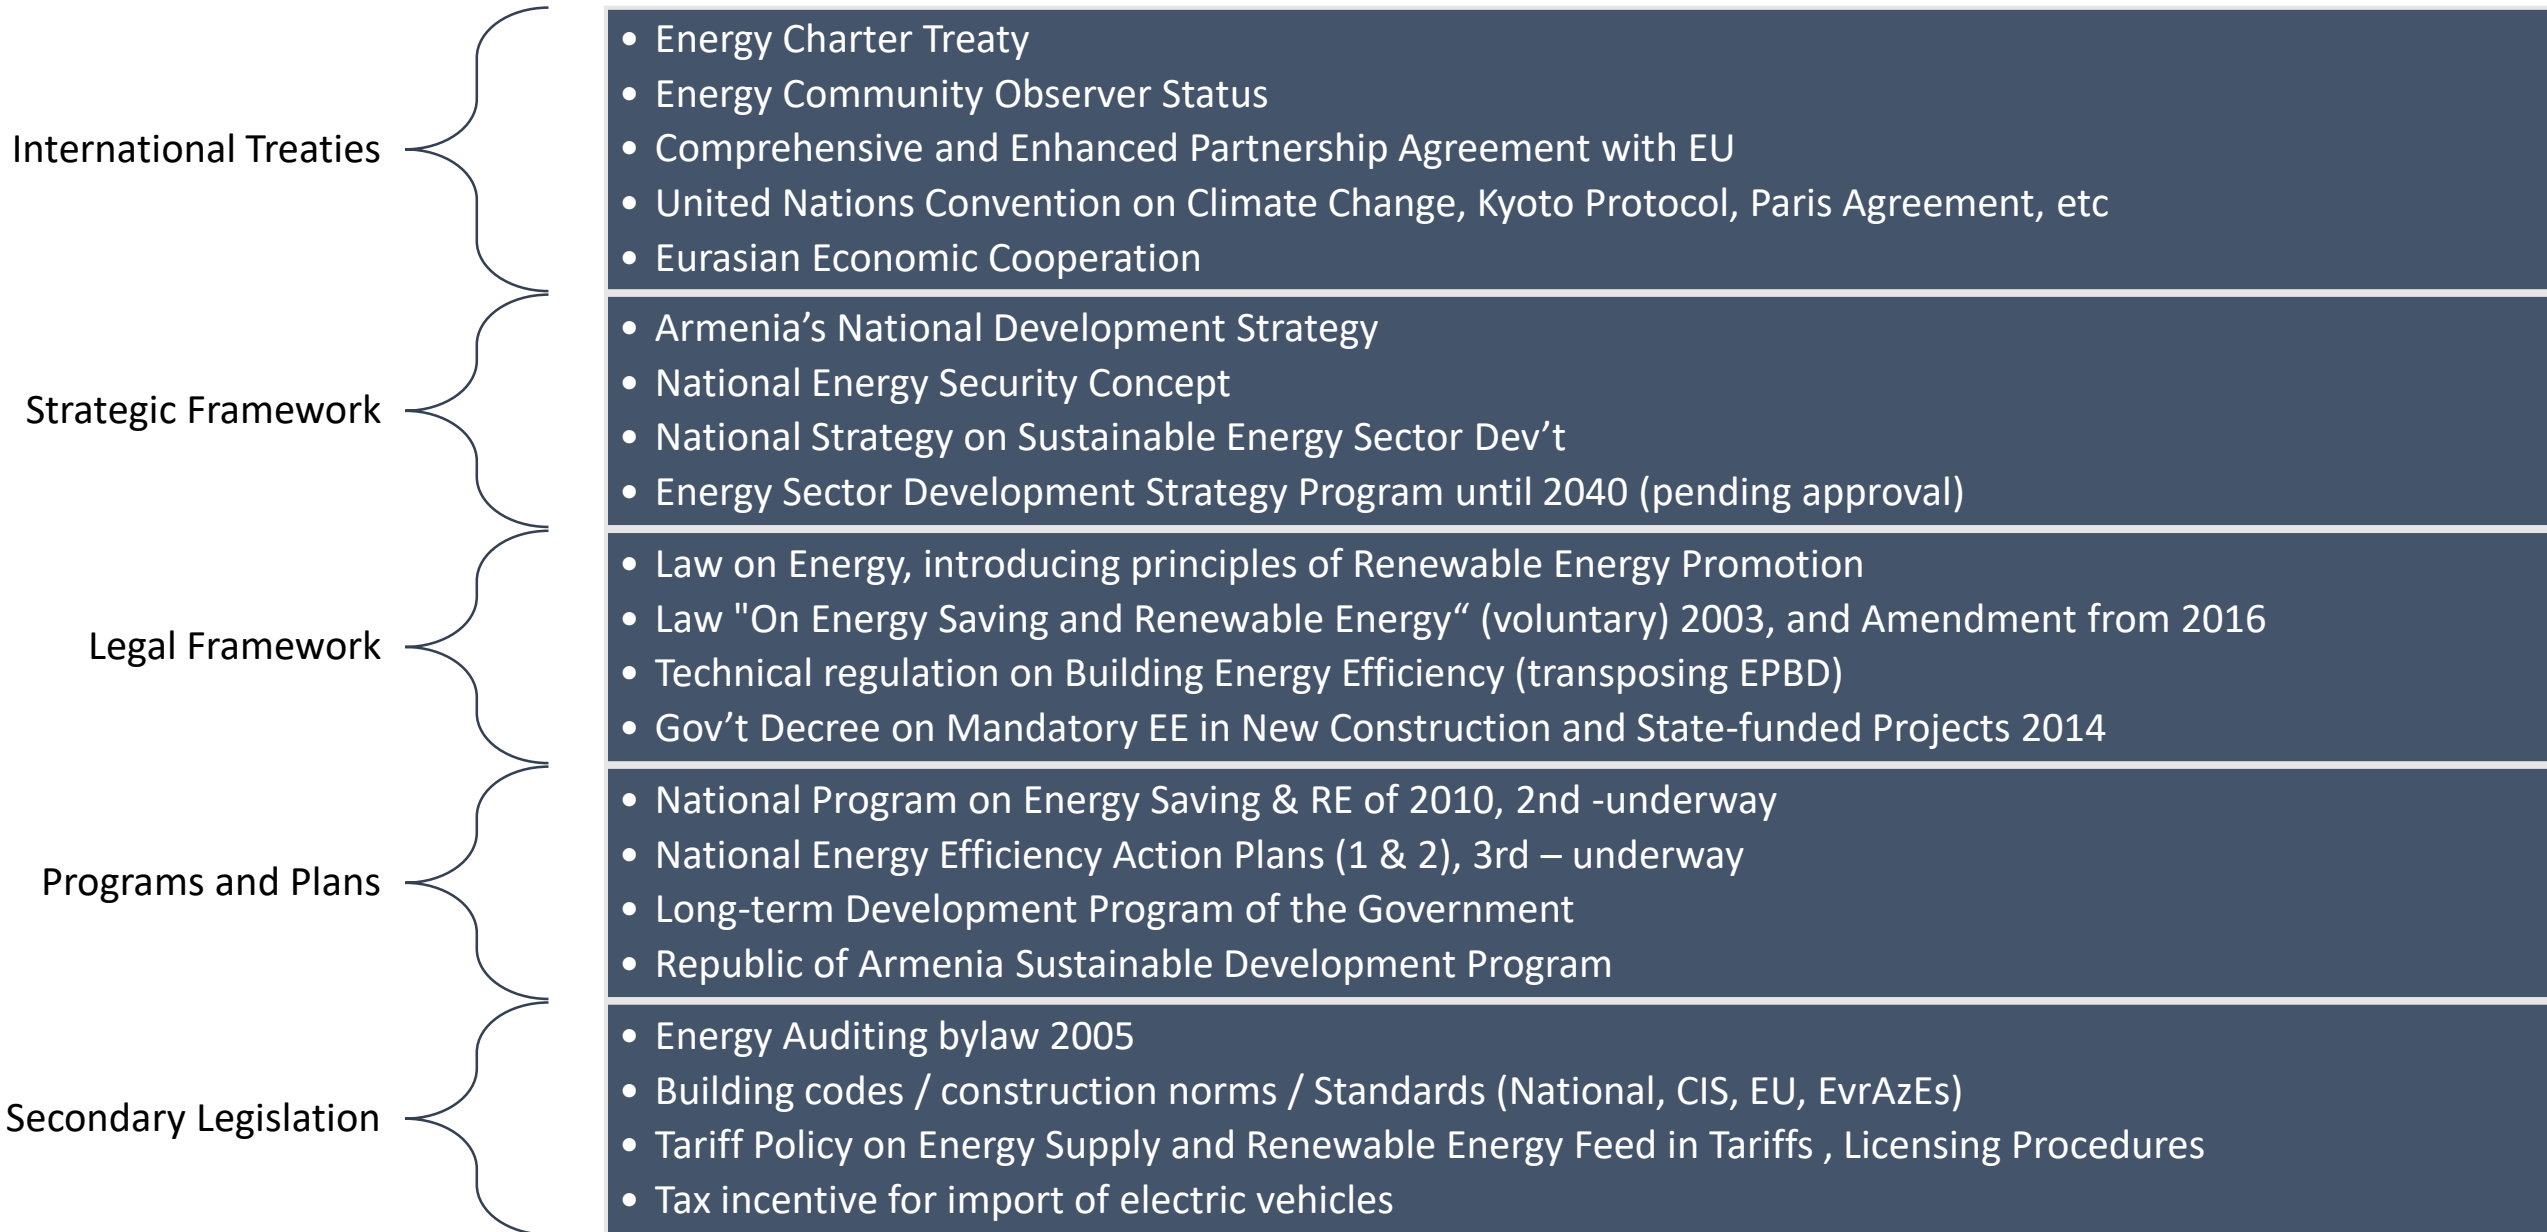 International Treaties
• Energy Charter Treaty
• Energy Community Observer Status
• Comprehensive and Enhanced Partnership Agreement with EU
• United Nations Convention on Climate Change, Kyoto Protocol, Paris Agreement, etc
• Eurasian Economic Cooperation
Strategic Framework
• Armenia’s National Development Strategy
• National Energy Security Concept
• National Strategy on Sustainable Energy Sector Dev’t
• Energy Sector Development Strategy Program until 2040 (pending approval)
Legal Framework
• Law on Energy, introducing principles of Renewable Energy Promotion
• Law "On Energy Saving and Renewable Energy“ (voluntary) 2003, and Amendment from 2016
• Technical regulation on Building Energy Efficiency (transposing EPBD)
• Gov’t Decree on Mandatory EE in New Construction and State-funded Projects 2014
Programs and Plans
• National Program on Energy Saving & RE of 2010, 2nd -underway
• National Energy Efficiency Action Plans (1 & 2), 3rd – underway
• Long-term Development Program of the Government
• Republic of Armenia Sustainable Development Program
Secondary Legislation
• Energy Auditing bylaw 2005
• Building codes / construction norms / Standards (National, CIS, EU, EvrAzEs)
• Tariff Policy on Energy Supply and Renewable Energy Feed in Tariffs , Licensing Procedures
• Tax incentive for import of electric vehicles